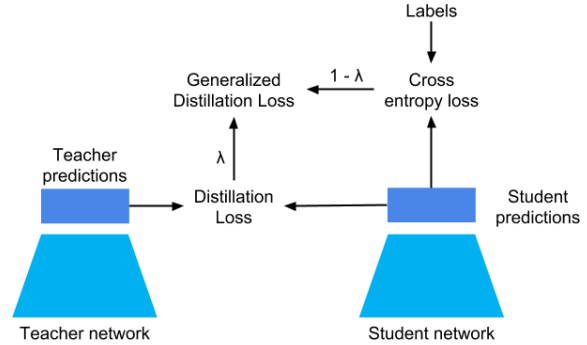 Labels
Generalized
Distillation Loss
1 - λ
Cross
entropy loss
λ
Teacher
predictions
Distillation
Loss
Student
predictions
Teacher network
Student network